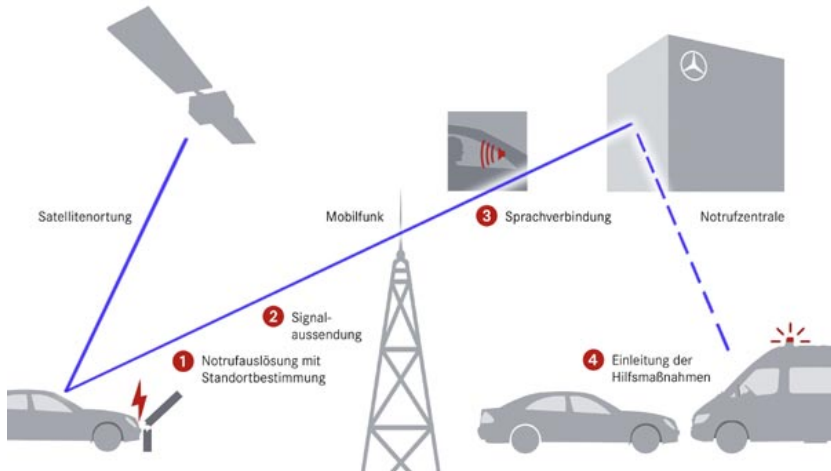 Satellitenortung
Mobilfunk
3 Sprachverbindung
Notrufzentrale
2 Signal-
aussendung
1 Notrufauslösung mit
Standortbestimmung
4 Einleitung der
Hilfsmaßnahmen